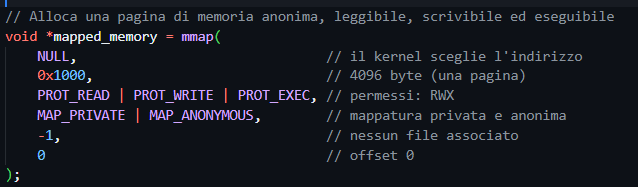 // Alloca una pagina di memoria anonima, leggibile, scrivibile ed eseguibile
void *mapped_memory = mmap(
    NULL,                              // il kernel sceglie l'indirizzo
    0x1000,                            // 4096 byte (una pagina)
    PROT_READ | PROT_WRITE | PROT_EXEC, // permessi: RWX
    MAP_PRIVATE | MAP_ANONYMOUS,       // mappatura privata e anonima
    -1,                                // nessun file associato
    0                                  // offset 0
);